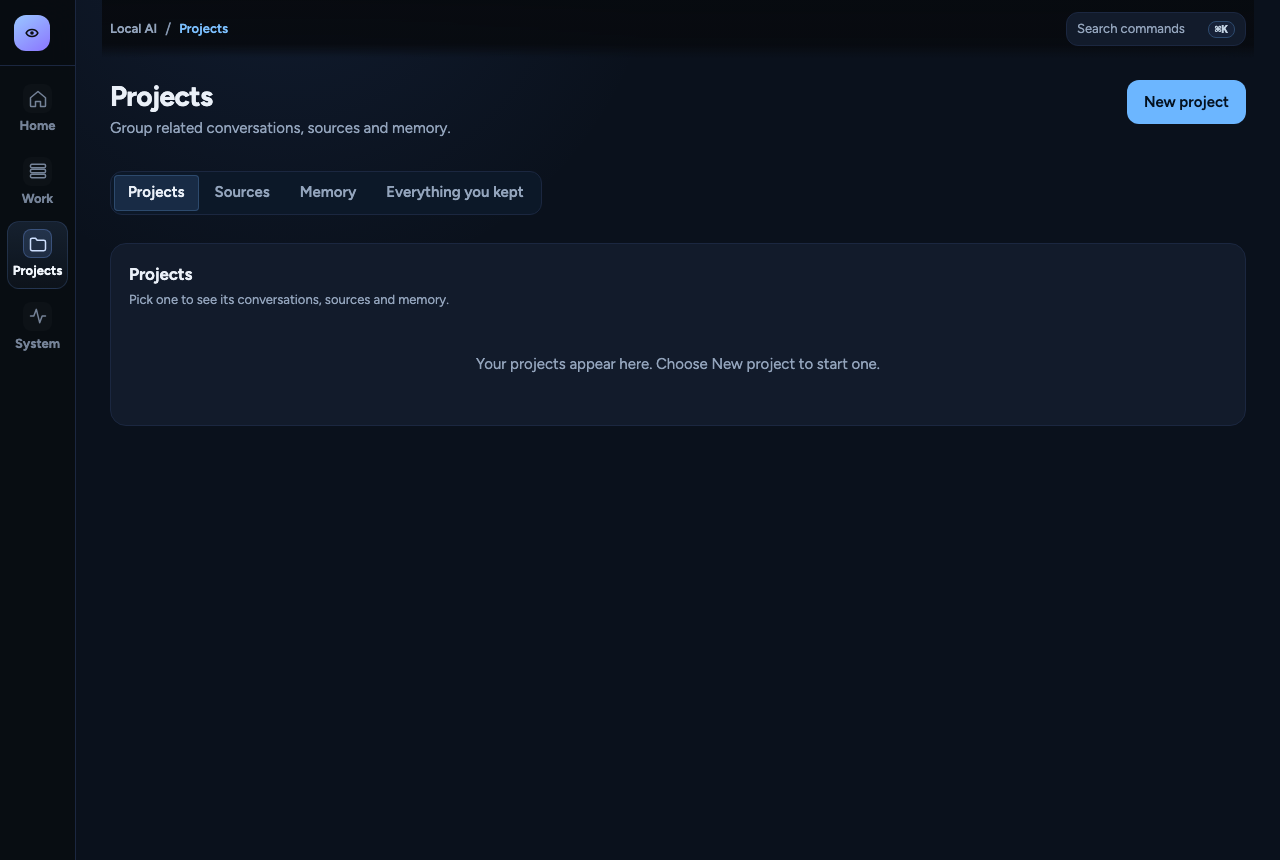 Local AI / Projects
Search commands ⌘K
Home
Work
Projects
System
Projects
Group related conversations, sources and memory.
New project
Projects Sources Memory Everything you kept
Projects
Pick one to see its conversations, sources and memory.
Your projects appear here. Choose New project to start one.